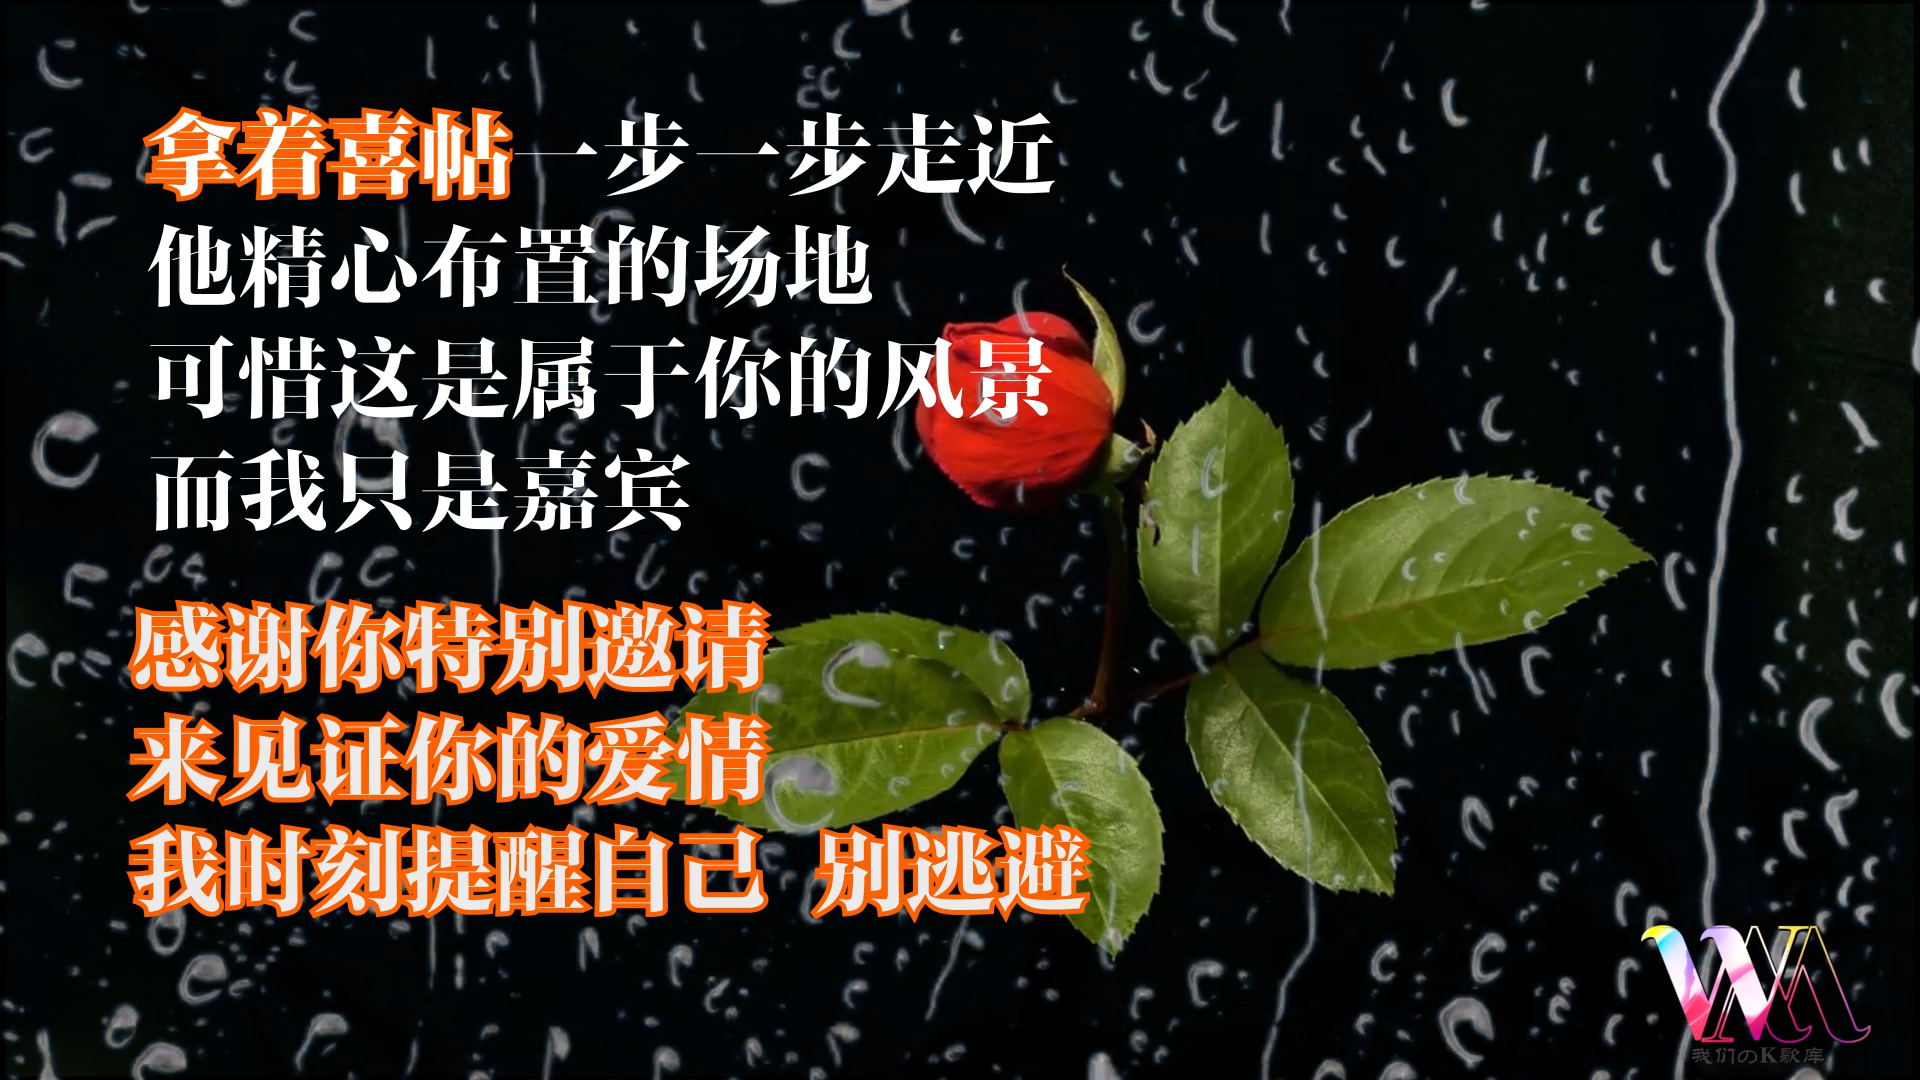 拿着喜帖一步一步走近
他精心布置的场地
可惜这是属于你的风景
而我只是嘉宾
感谢你特别邀请
来见证你的爱情
我时刻提醒自己 别逃避
我们のK歌库